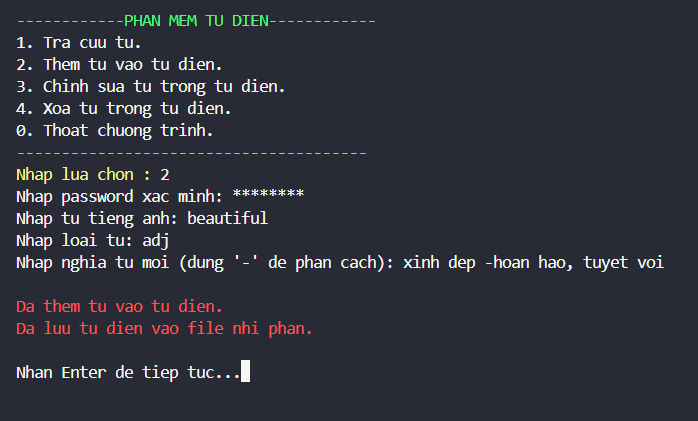 ------------PHAN MEM TU DIEN------------
1. Tra cuu tu.
2. Them tu vao tu dien.
3. Chinh sua tu trong tu dien.
4. Xoa tu trong tu dien.
0. Thoat chuong trinh.
---------------------------------------
Nhap lua chon : 2
Nhap password xac minh: ********
Nhap tu tieng anh: beautiful
Nhap loai tu: adj
Nhap nghia tu moi (dung '-' de phan cach): xinh dep -hoan hao, tuyet voi
Da them tu vao tu dien.
Da luu tu dien vao file nhi phan.
Nhan Enter de tiep tuc...